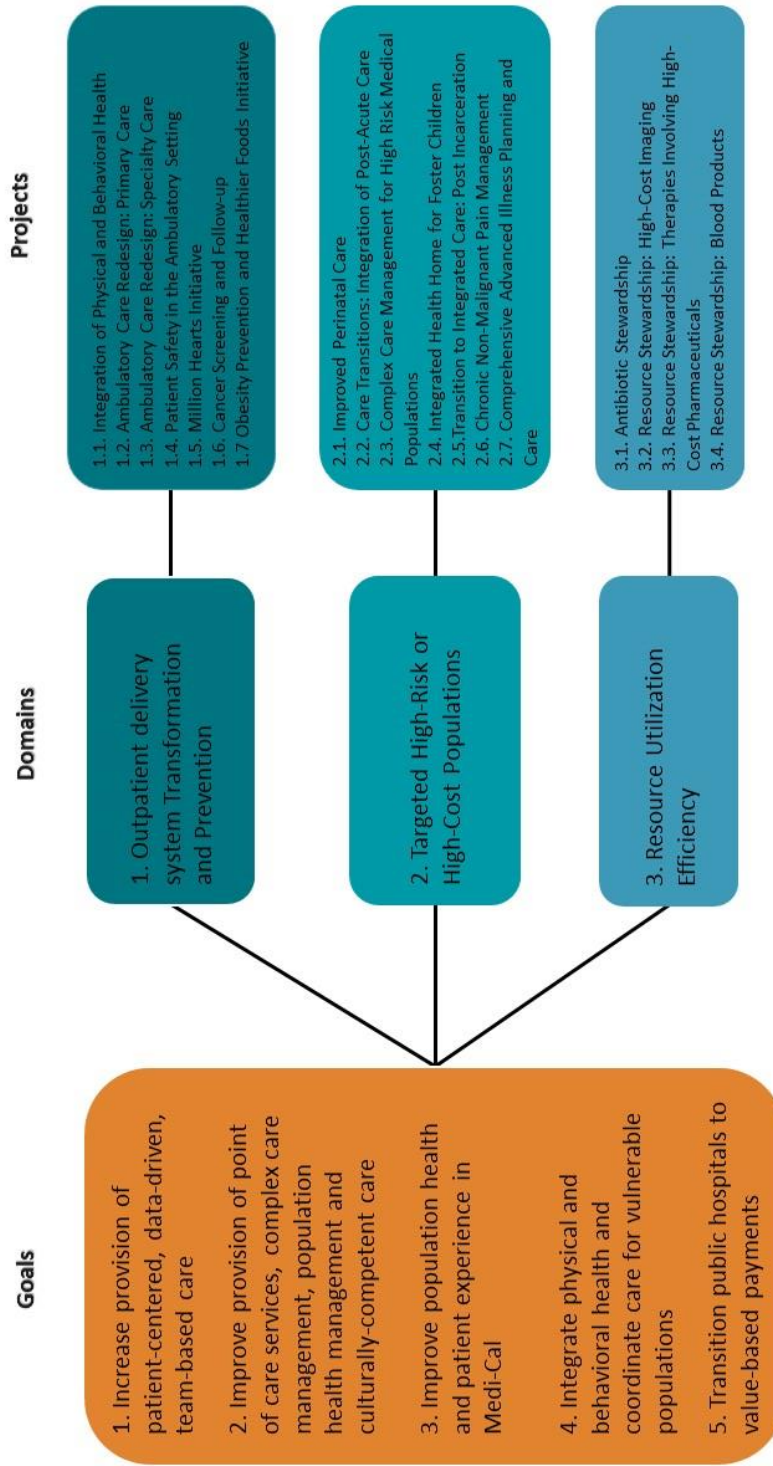 Goals
1. Increase provision of
patient-centered, data-driven,
team-based care
2. Improve provision of point
of care services, complex care
management, population
health management and
culturally-competent care
3. Improve population health
and patient experience in
Medi-Cal
4. Integrate physical and
behavioral health and
coordinate care for vulnerable
populations
5. Transition public hospitals to
value-based payments
Domains
1. Outpatient delivery
system Transformation
and Prevention
2. Targeted High-Risk or
High-Cost Populations
3. Resource Utilization
Efficiency
Projects
1.1. Integration of Physical and Behavioral Health
1.2. Ambulatory Care Redesign: Primary Care
1.3. Ambulatory Care Redesign: Specialty Care
1.4. Patient Safety in the Ambulatory Setting
1.5. Million Hearts Initiative
1.6. Cancer Screening and Follow-up
1.7 Obesity Prevention and Healthier Foods Initiative
2.1. Improved Perinatal Care
2.2. Care Transitions: Integration of Post-Acute Care
2.3. Complex Care Management for High Risk Medical
Populations
2.4. Integrated Health Home for Foster Children
2.5.Transition to Integrated Care: Post Incarceration
2.6. Chronic Non-Malignant Pain Management
2.7. Comprehensive Advanced Illness Planning and
Care
3.1. Antibiotic Stewardship
3.2. Resource Stewardship: High-Cost Imaging
3.3. Resource Stewardship: Therapies Involving High-
Cost Pharmaceuticals
3.4. Resource Stewardship: Blood Products